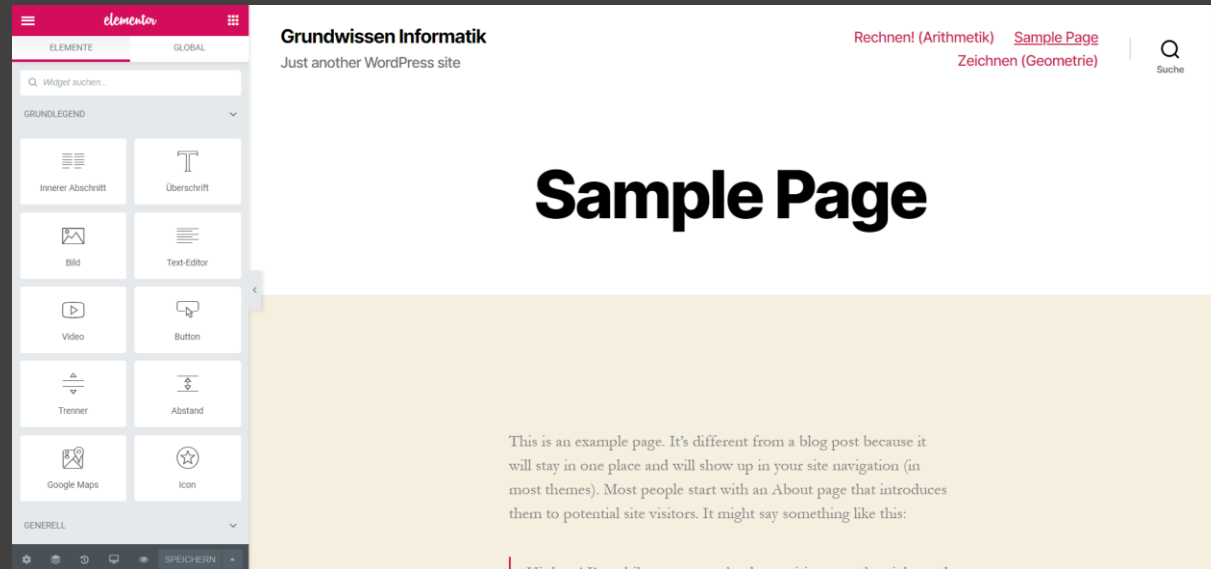 elementor
ELEMENTE
GLOBAL
Widget suchen...
GRUNDLEGEND
Innerer Abschnitt
Überschrift
Bild
Text-Editor
Video
Button
Trenner
Abstand
Google Maps
Icon
GENERELL
SPEICHERN
Grundwissen Informatik
Just another WordPress site
Rechnen! (Arithmetik) Sample Page
Zeichnen (Geometrie)
Suche
Sample Page
This is an example page. It’s different from a blog post because it
will stay in one place and will show up in your site navigation (in
most themes). Most people start with an About page that introduces
them to potential site visitors. It might say something like this: